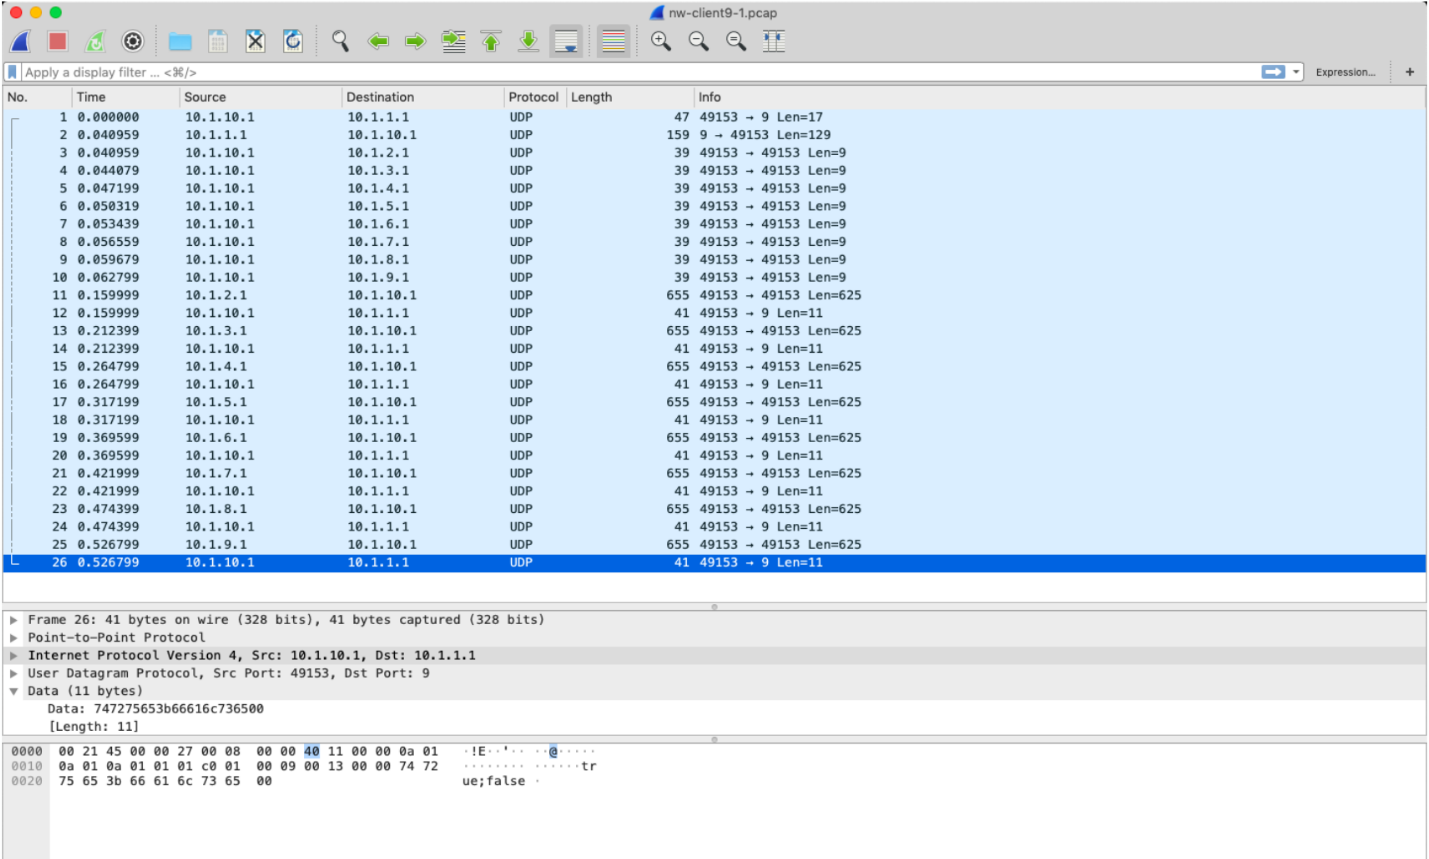 nw-client9-1.pcap
Apply a display filter ... <⌘/>
Expression... +
No. Time Source Destination Protocol Length Info
1 0.000000 10.1.10.1 10.1.1.1 UDP 47 49153 → 9 Len=17
2 0.040959 10.1.1.1 10.1.10.1 UDP 159 9 → 49153 Len=129
3 0.040959 10.1.10.1 10.1.2.1 UDP 39 49153 → 49153 Len=9
4 0.044079 10.1.10.1 10.1.3.1 UDP 39 49153 → 49153 Len=9
5 0.047199 10.1.10.1 10.1.4.1 UDP 39 49153 → 49153 Len=9
6 0.050319 10.1.10.1 10.1.5.1 UDP 39 49153 → 49153 Len=9
7 0.053439 10.1.10.1 10.1.6.1 UDP 39 49153 → 49153 Len=9
8 0.056559 10.1.10.1 10.1.7.1 UDP 39 49153 → 49153 Len=9
9 0.059679 10.1.10.1 10.1.8.1 UDP 39 49153 → 49153 Len=9
10 0.062799 10.1.10.1 10.1.9.1 UDP 39 49153 → 49153 Len=9
11 0.159999 10.1.2.1 10.1.10.1 UDP 655 49153 → 49153 Len=625
12 0.159999 10.1.10.1 10.1.1.1 UDP 41 49153 → 9 Len=11
13 0.212399 10.1.3.1 10.1.10.1 UDP 655 49153 → 49153 Len=625
14 0.212399 10.1.10.1 10.1.1.1 UDP 41 49153 → 9 Len=11
15 0.264799 10.1.4.1 10.1.10.1 UDP 655 49153 → 49153 Len=625
16 0.264799 10.1.10.1 10.1.1.1 UDP 41 49153 → 9 Len=11
17 0.317199 10.1.5.1 10.1.10.1 UDP 655 49153 → 49153 Len=625
18 0.317199 10.1.10.1 10.1.1.1 UDP 41 49153 → 9 Len=11
19 0.369599 10.1.6.1 10.1.10.1 UDP 655 49153 → 49153 Len=625
20 0.369599 10.1.10.1 10.1.1.1 UDP 41 49153 → 9 Len=11
21 0.421999 10.1.7.1 10.1.10.1 UDP 655 49153 → 49153 Len=625
22 0.421999 10.1.10.1 10.1.1.1 UDP 41 49153 → 9 Len=11
23 0.474399 10.1.8.1 10.1.10.1 UDP 655 49153 → 49153 Len=625
24 0.474399 10.1.10.1 10.1.1.1 UDP 41 49153 → 9 Len=11
25 0.526799 10.1.9.1 10.1.10.1 UDP 655 49153 → 49153 Len=625
26 0.526799 10.1.10.1 10.1.1.1 UDP 41 49153 → 9 Len=11
Frame 26: 41 bytes on wire (328 bits), 41 bytes captured (328 bits)
Point-to-Point Protocol
Internet Protocol Version 4, Src: 10.1.10.1, Dst: 10.1.1.1
User Datagram Protocol, Src Port: 49153, Dst Port: 9
Data (11 bytes)
Data: 747275653b66616c736500
[Length: 11]
0000 00 21 45 00 00 27 00 08 00 00 40 11 00 00 0a 01 ·!E··'·· ··@·····
0010 0a 01 0a 01 01 01 c0 01 00 09 00 13 00 00 74 72 ········ ······tr
0020 75 65 3b 66 61 6c 73 65 00 ue;false ·